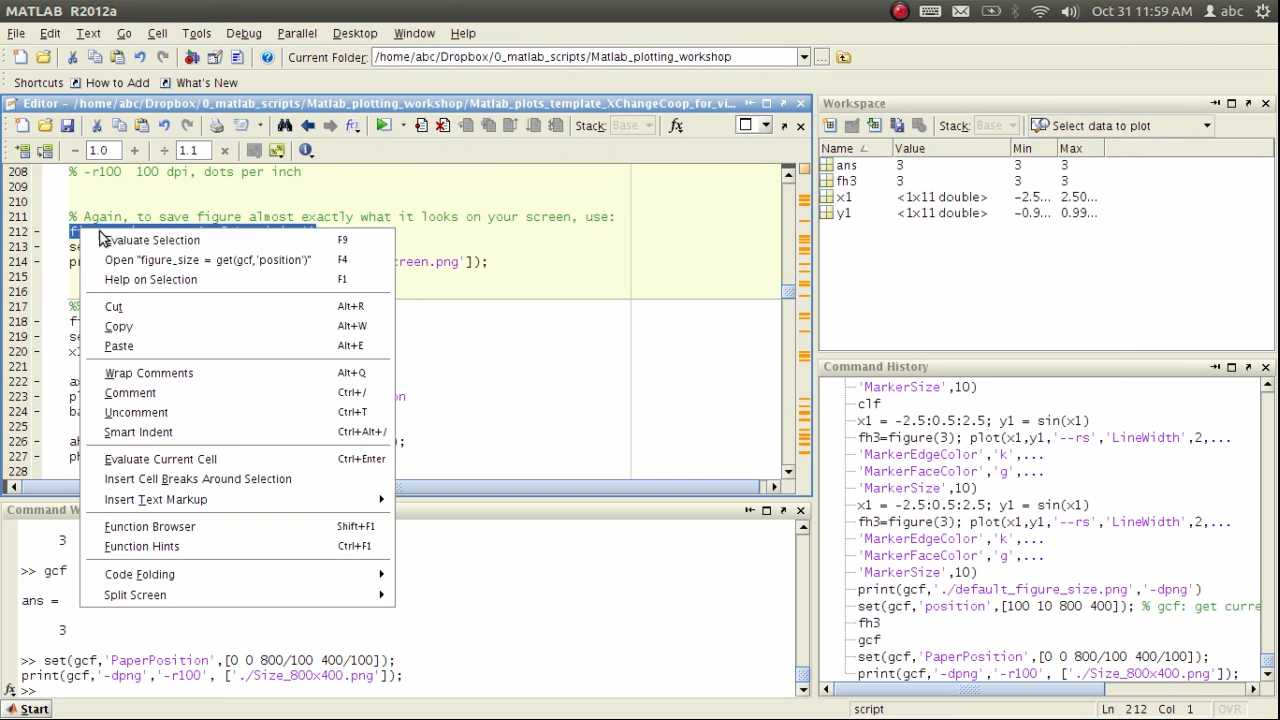 MATLAB R2012a
Oct 31 11:59 AM abc
File Edit Text Go Cell Tools Debug Parallel Desktop Window Help
Current Folder: /home/abc/Dropbox/0_matlab_scripts/Matlab_plotting_workshop
Shortcuts How to Add What's New
Editor - /home/abc/Dropbox/0_matlab_scripts/Matlab_plotting_workshop/Matlab_plots_template_XChangeCoop_for_vi...
Stack: Base
1.0 1.1
208 % -r100 100 dpi, dots per inch
209
210
211 % Again, to save figure almost exactly what it looks on your screen, use:
212
213 se
214 p creen.png']);
215
216
217 %%
218 f
219 se
220 x1
221
222 ax
223 pl on
224 ba
225
226 ah );
227 ph
228
Evaluate Selection F9
Open "figure_size = get(gcf,'position')" F4
Help on Selection F1
Cut Alt+R
Copy Alt+W
Paste Alt+E
Wrap Comments Alt+Q
Comment Ctrl+/
Uncomment Ctrl+T
Smart Indent Ctrl+Alt+/
Evaluate Current Cell Ctrl+Enter
Insert Cell Breaks Around Selection
Insert Text Markup
Function Browser Shift+F1
Function Hints Ctrl+F1
Code Folding
Split Screen
Command W
3
>> gcf
ans =
3
>> set(gcf,'PaperPosition',[0 0 800/100 400/100]);
print(gcf,'-dpng','-r100', ['./Size_800x400.png']);
>>
Workspace
Stack: Base Select data to plot
Name Value Min Max
ans 3 3 3
fh3 3 3 3
x1 <1x11 double> -2.5... 2.50...
y1 <1x11 double> -0.9... 0.99...
Command History
'MarkerSize',10)
clf
x1 = -2.5:0.5:2.5; y1 = sin(x1)
fh3=figure(3); plot(x1,y1,'--rs','LineWidth',2,...
'MarkerEdgeColor','k',...
'MarkerFaceColor','g',...
'MarkerSize',10)
x1 = -2.5:0.5:2.5; y1 = sin(x1)
fh3=figure(3); plot(x1,y1,'--rs','LineWidth',2,...
'MarkerEdgeColor','k',...
'MarkerFaceColor','g',...
'MarkerSize',10)
print(gcf,'./default_figure_size.png','-dpng')
set(gcf,'position',[100 10 800 400]); % gcf: get curre
fh3
gcf
set(gcf,'PaperPosition',[0 0 800/100 400/100]);
print(gcf,'-dpng','-r100', ['./Size_800x400.png']);
Start
script Ln 212 Col 1 OVR